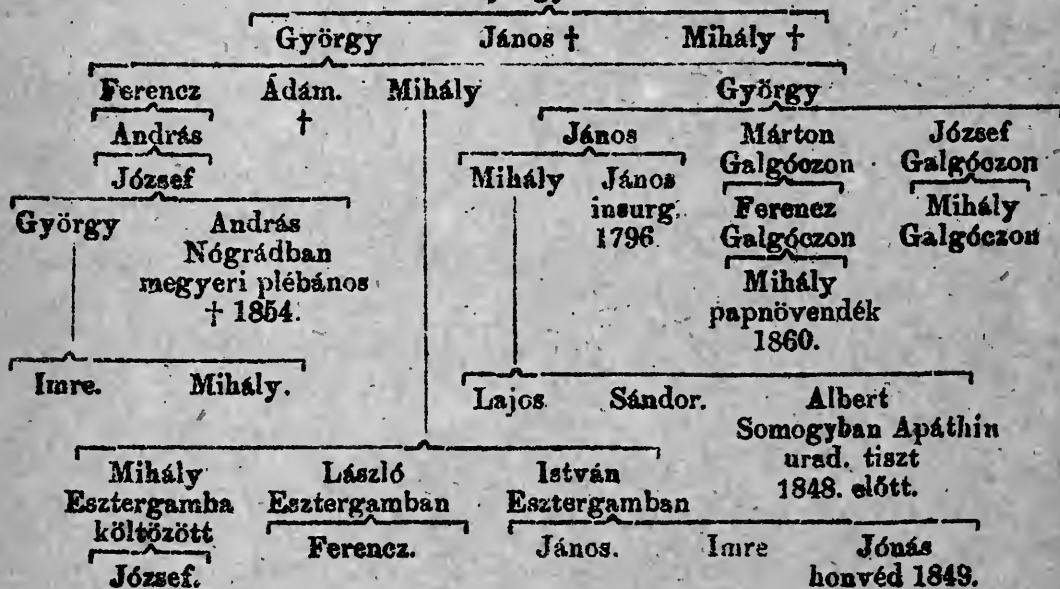 György János † Mihály †
Ferencz Ádám. Mihály György
†
András János Márton József
Galgóczon Galgóczon
József Mihály János Ferencz Mihály
insurg. Galgóczon Galgóczon
1796
György András Mihály
Nógrádban papnövendék
megyeri plébános 1860.
† 1854.
Imre. Mihály. Lajos Sándor. Albert
Somogyban Apáthin
urad. tiszt
1848. előtt.
Mihály László István
Esztergamba Esztergamban Esztergamban
költözött
József. Ferencz. János. Imre Jónás
honvéd 1849.